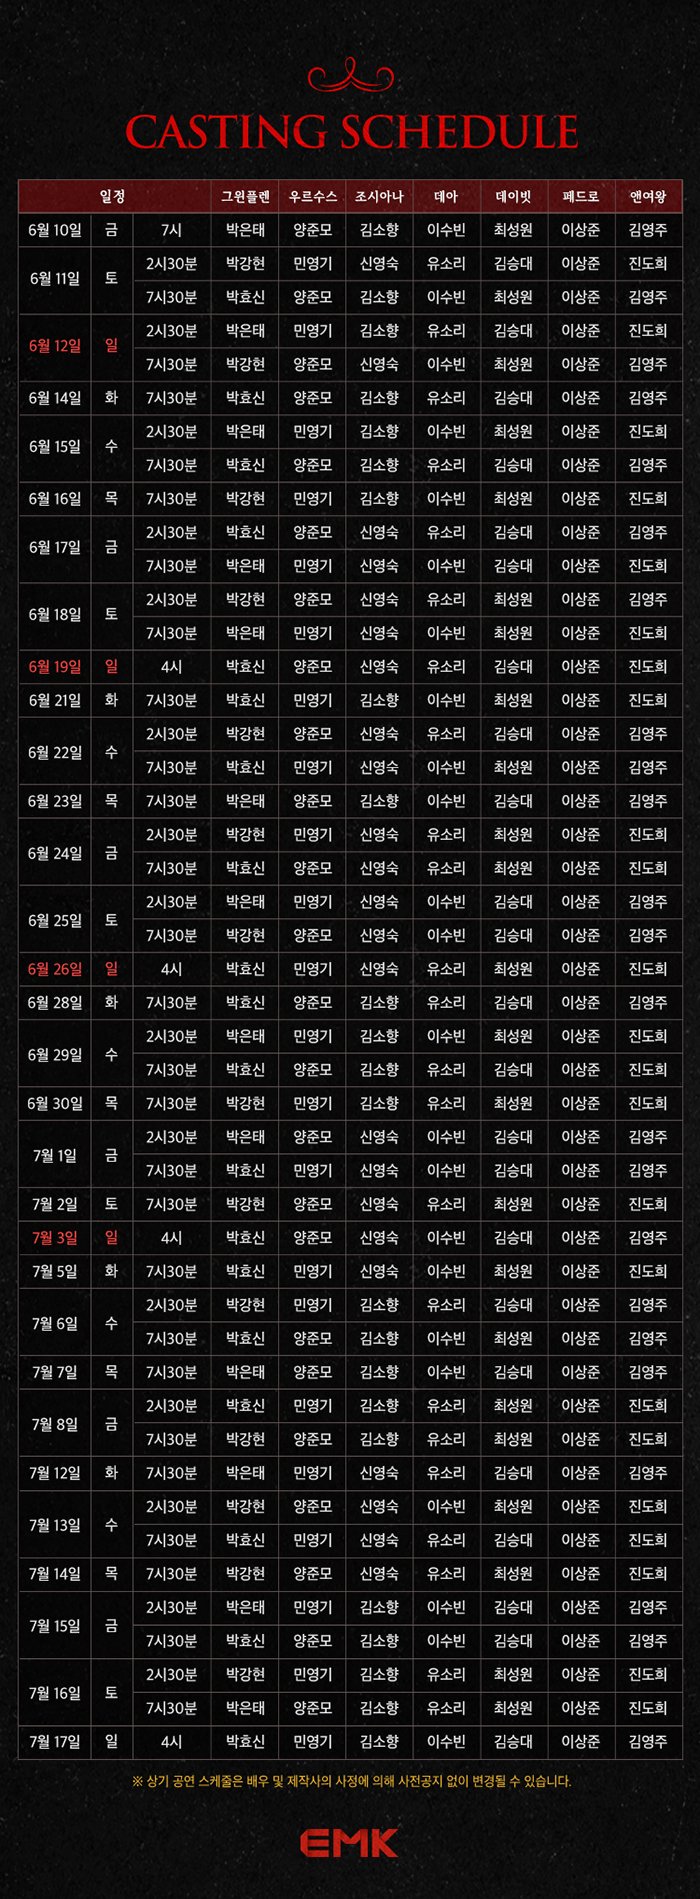 CASTING SCHEDULE
일정 그윈플렌 우르수스 조시아나 데아 데이빗 페드로 앤여왕
6월 10일 금 7시 박은태 양준모 김소향 이수빈 최성원 이상준 김영주
6월 11일 토 2시30분 박강현 민영기 신영숙 유소리 김승대 이상준 진도희
7시30분 박효신 양준모 김소향 이수빈 최성원 이상준 김영주
6월 12일 일 2시30분 박은태 민영기 김소향 유소리 김승대 이상준 진도희
7시30분 박강현 양준모 신영숙 이수빈 최성원 이상준 김영주
6월 14일 화 7시30분 박효신 양준모 김소향 유소리 김승대 이상준 김영주
6월 15일 수 2시30분 박은태 민영기 김소향 이수빈 최성원 이상준 진도희
7시30분 박효신 양준모 김소향 유소리 김승대 이상준 김영주
6월 16일 목 7시30분 박강현 민영기 김소향 이수빈 최성원 이상준 진도희
6월 17일 금 2시30분 박효신 양준모 신영숙 유소리 김승대 이상준 김영주
7시30분 박은태 민영기 신영숙 이수빈 김승대 이상준 진도희
6월 18일 토 2시30분 박강현 양준모 신영숙 유소리 최성원 이상준 김영주
7시30분 박은태 민영기 신영숙 이수빈 최성원 이상준 진도희
6월 19일 일 4시 박효신 양준모 신영숙 유소리 김승대 이상준 진도희
6월 21일 화 7시30분 박효신 민영기 김소향 이수빈 최성원 이상준 진도희
6월 22일 수 2시30분 박강현 양준모 신영숙 유소리 김승대 이상준 김영주
7시30분 박효신 민영기 신영숙 이수빈 최성원 이상준 김영주
6월 23일 목 7시30분 박은태 양준모 김소향 이수빈 김승대 이상준 김영주
6월 24일 금 2시30분 박강현 민영기 신영숙 유소리 최성원 이상준 진도희
7시30분 박효신 양준모 신영숙 유소리 최성원 이상준 진도희
6월 25일 토 2시30분 박은태 민영기 신영숙 이수빈 김승대 이상준 김영주
7시30분 박강현 양준모 신영숙 이수빈 김승대 이상준 김영주
6월 26일 일 4시 박효신 민영기 신영숙 유소리 최성원 이상준 진도희
6월 28일 화 7시30분 박효신 양준모 김소향 유소리 김승대 이상준 김영주
6월 29일 수 2시30분 박은태 민영기 김소향 이수빈 최성원 이상준 진도희
7시30분 박효신 양준모 김소향 유소리 김승대 이상준 진도희
6월 30일 목 7시30분 박강현 민영기 김소향 유소리 최성원 이상준 진도희
7월 1일 금 2시30분 박은태 양준모 신영숙 이수빈 김승대 이상준 김영주
7시30분 박효신 민영기 신영숙 이수빈 김승대 이상준 김영주
7월 2일 토 7시30분 박강현 양준모 신영숙 유소리 최성원 이상준 진도희
7월 3일 일 4시 박효신 양준모 신영숙 이수빈 김승대 이상준 김영주
7월 5일 화 7시30분 박효신 민영기 신영숙 이수빈 최성원 이상준 진도희
7월 6일 수 2시30분 박강현 민영기 김소향 유소리 김승대 이상준 김영주
7시30분 박효신 양준모 김소향 이수빈 최성원 이상준 김영주
7월 7일 목 7시30분 박은태 양준모 김소향 이수빈 김승대 이상준 김영주
7월 8일 금 2시30분 박효신 민영기 김소향 유소리 최성원 이상준 진도희
7시30분 박강현 양준모 김소향 유소리 최성원 이상준 진도희
7월 12일 화 7시30분 박은태 민영기 신영숙 유소리 김승대 이상준 김영주
7월 13일 수 2시30분 박강현 양준모 신영숙 이수빈 최성원 이상준 진도희
7시30분 박효신 민영기 신영숙 유소리 김승대 이상준 진도희
7월 14일 목 7시30분 박강현 양준모 신영숙 유소리 최성원 이상준 진도희
7월 15일 금 2시30분 박은태 민영기 김소향 이수빈 김승대 이상준 김영주
7시30분 박효신 양준모 김소향 이수빈 김승대 이상준 김영주
7월 16일 토 2시30분 박강현 민영기 김소향 유소리 최성원 이상준 진도희
7시30분 박은태 양준모 김소향 유소리 최성원 이상준 진도희
7월 17일 일 4시 박효신 민영기 김소향 이수빈 김승대 이상준 김영주
※ 상기 공연 스케줄은 배우 및 제작사의 사정에 의해 사전공지 없이 변경될 수 있습니다.
EMK